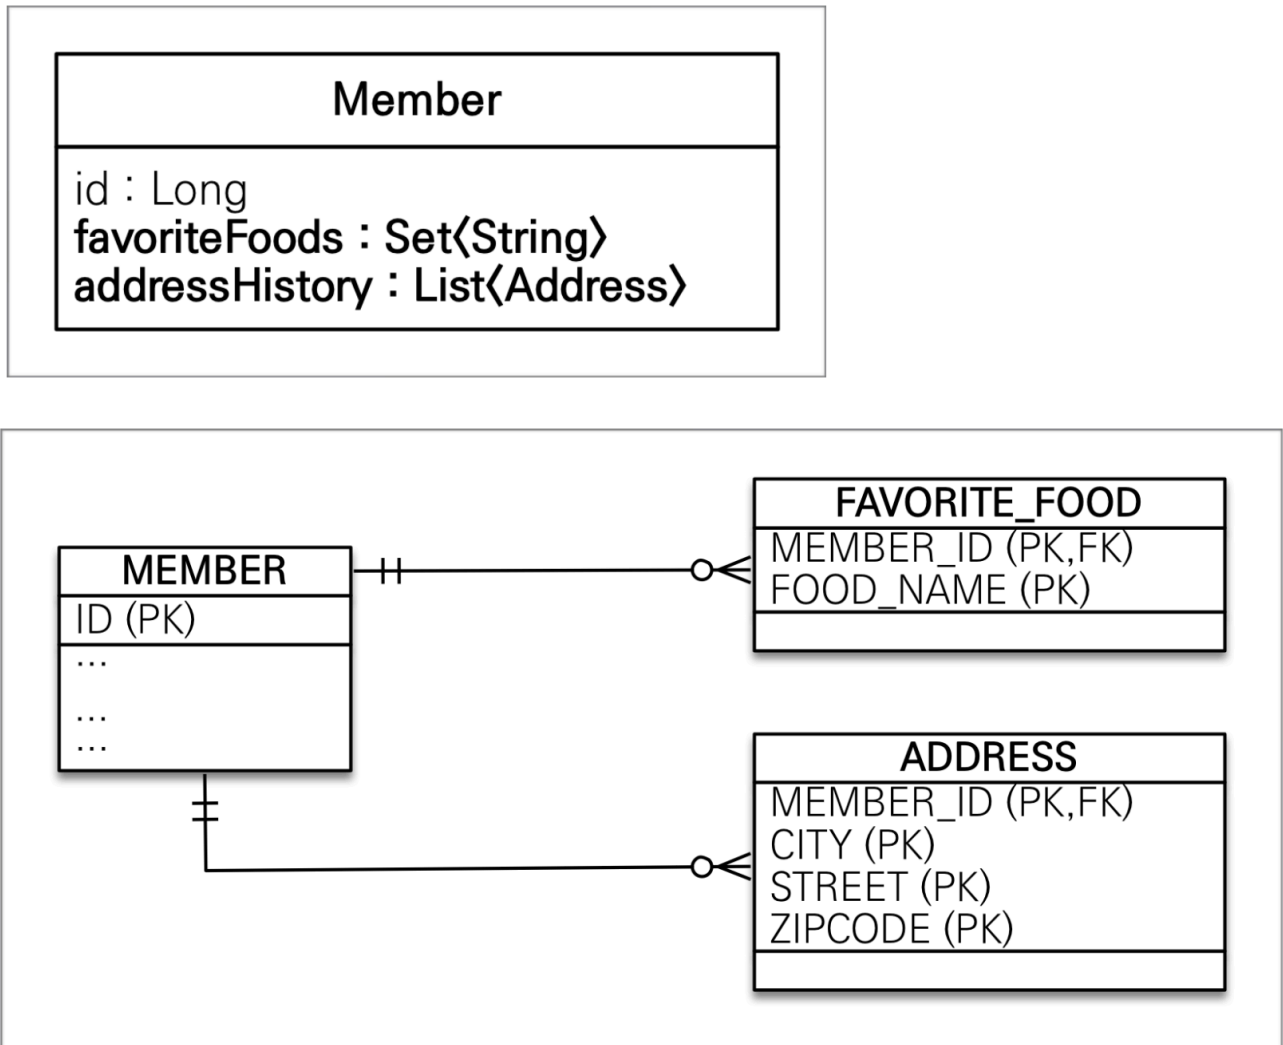 Member
id : Long
favoriteFoods : Set<String>
addressHistory : List<Address>
FAVORITE_FOOD
MEMBER_ID (PK,FK)
FOOD_NAME (PK)
MEMBER
ID (PK)
...
...
...
ADDRESS
MEMBER_ID (PK,FK)
CITY (PK)
STREET (PK)
ZIPCODE (PK)